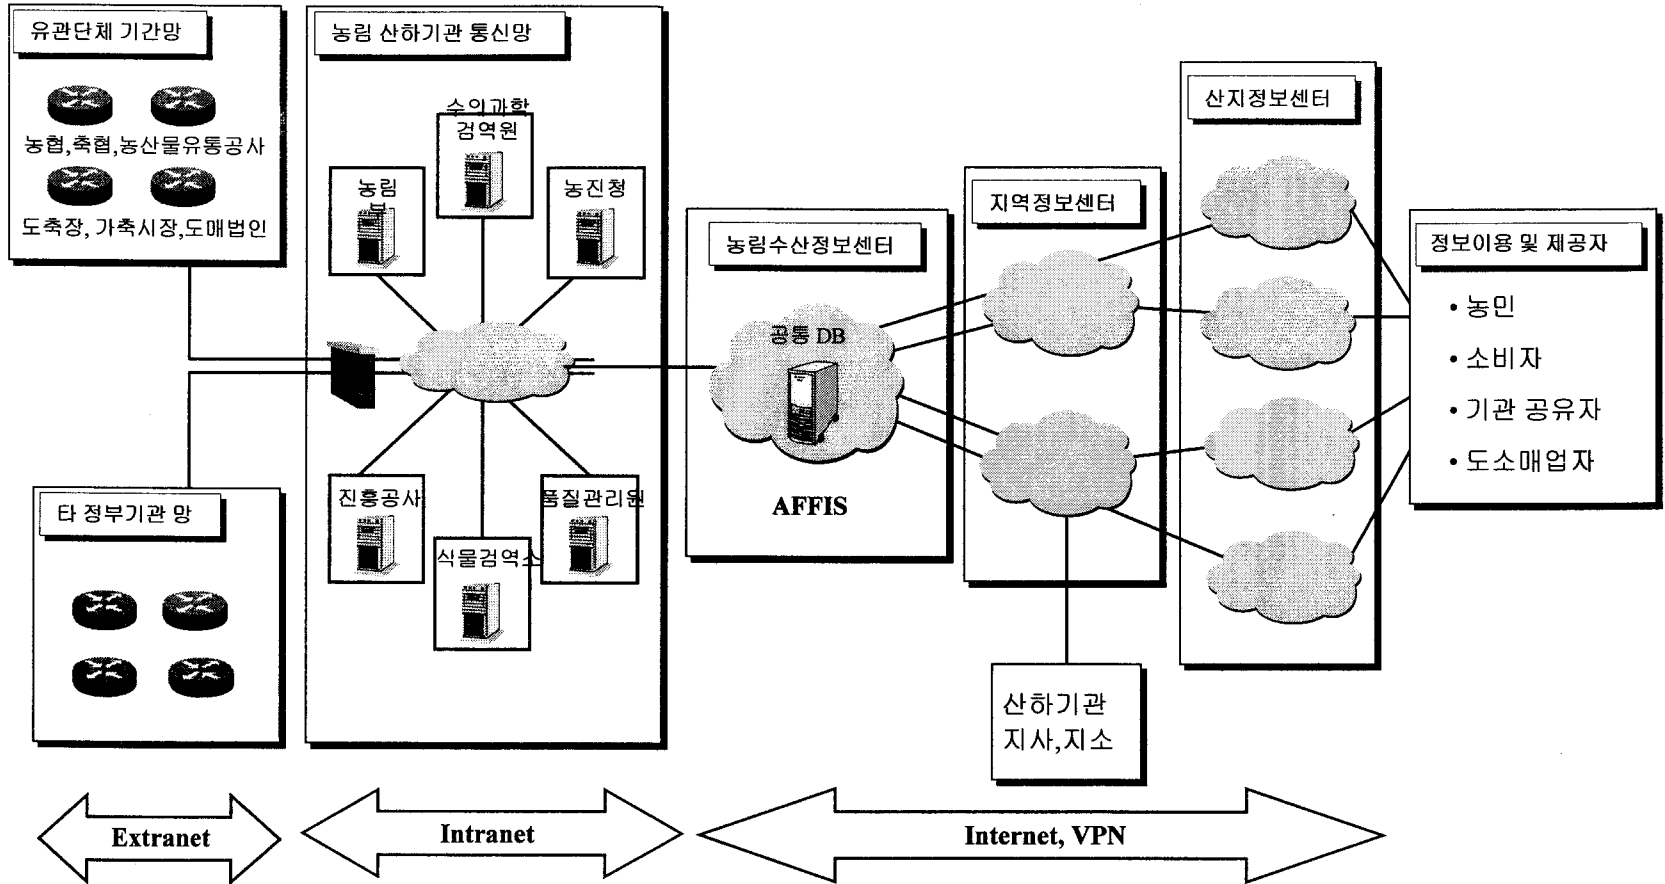 유관단체 기간망
농협,축협,농산물유통공사
도축장, 가축시장,도매법인
타 정부기관 망
농림 산하기관 통신망
수의과학
검역원
농림
부
농진청
진흥공사
식물검역소
품질관리원
농림수산정보센터
공통 DB
AFFIS
지역정보센터
산하기관
지사,지소
산지정보센터
정보이용 및 제공자
• 농민
• 소비자
• 기관 공유자
• 도소매업자
Extranet
Intranet
Internet, VPN